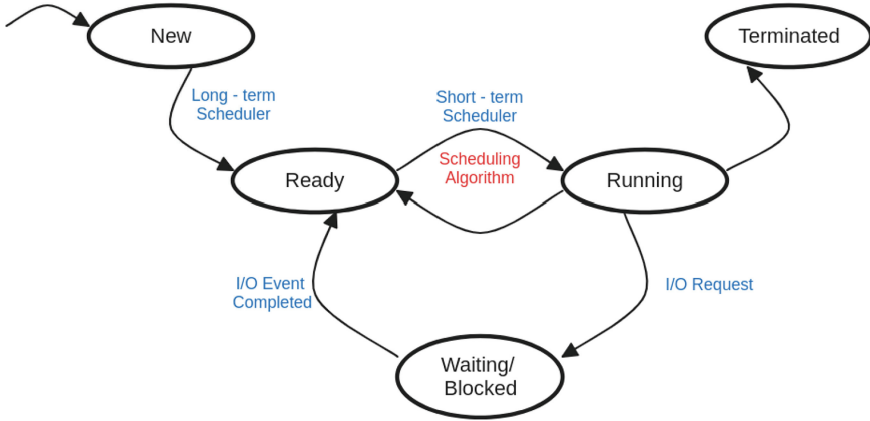 New
Terminated
Long - term
Scheduler
Short - term
Scheduler
Scheduling
Algorithm
Ready
Running
I/O Event
Completed
I/O Request
Waiting/
Blocked